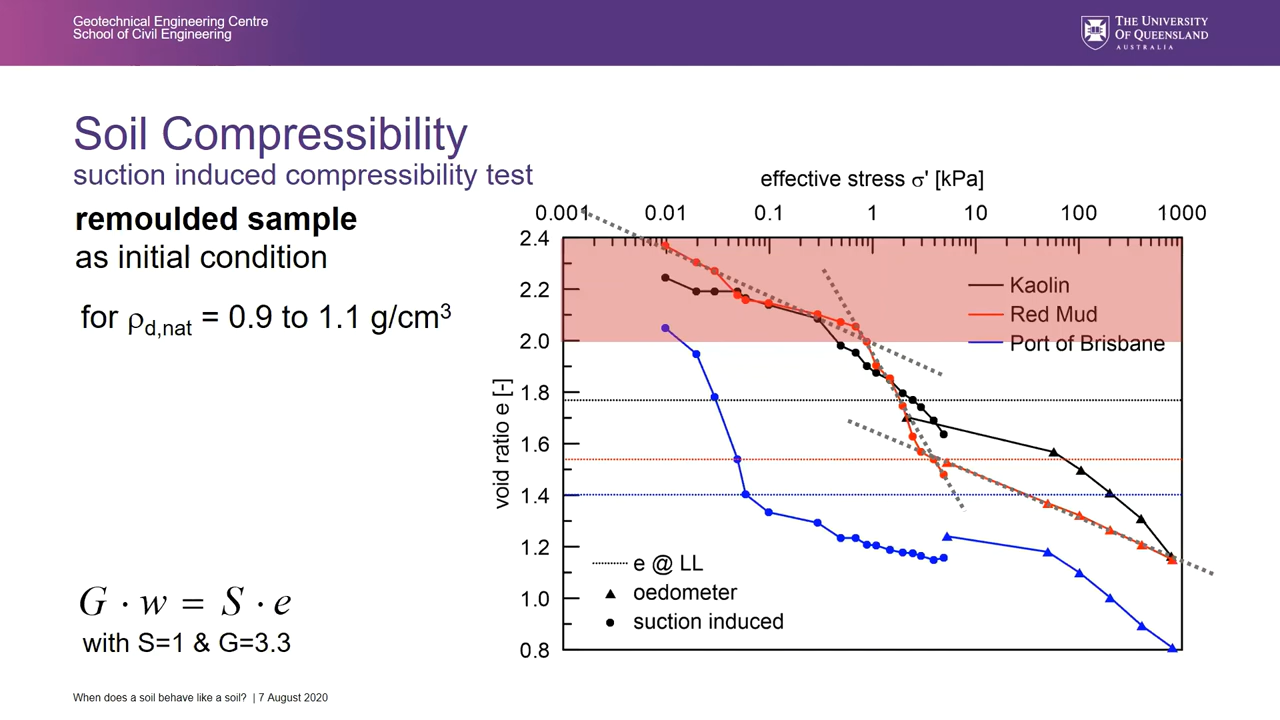 Geotechnical Engineering Centre
School of Civil Engineering
THE UNIVERSITY
OF QUEENSLAND
AUSTRALIA
Soil Compressibility
suction induced compressibility test
remoulded sample
as initial condition
for ρd,nat = 0.9 to 1.1 g/cm³
G · w = S · e
with S=1 & G=3.3
effective stress σ' [kPa]
0.001 0.01 0.1 1 10 100 1000
void ratio e [-]
2.4
2.2
2.0
1.8
1.6
1.4
1.2
1.0
0.8
Kaolin
Red Mud
Port of Brisbane
e @ LL
oedometer
suction induced
When does a soil behave like a soil? | 7 August 2020